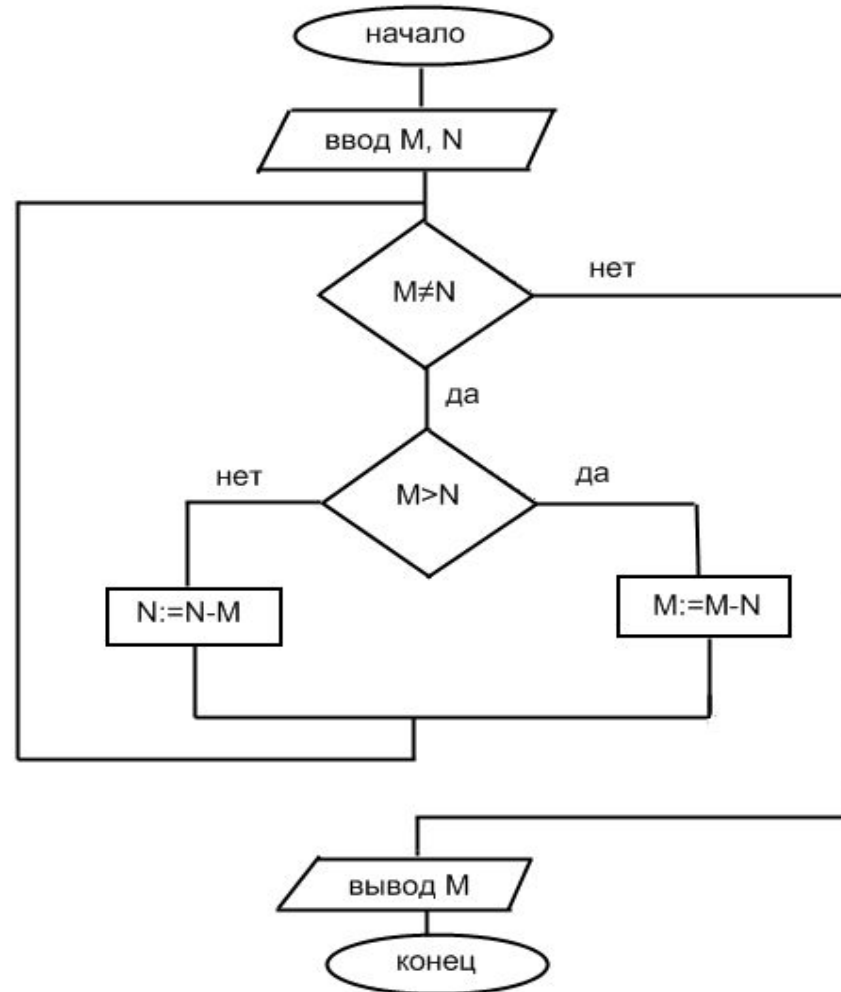 начало
ввод M, N
M≠N
нет
да
M>N
нет
да
N:=N-M
M:=M-N
вывод M
конец